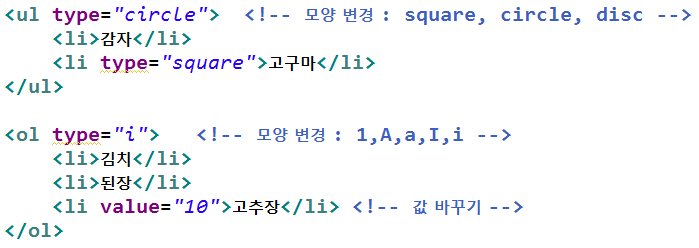 <ul type="circle">  <!-- 모양 변경 : square, circle, disc -->
    <li>감자</li>
    <li type="square">고구마</li>
</ul>

<ol type="i">   <!-- 모양 변경 : 1,A,a,I,i -->
    <li>김치</li>
    <li>된장</li>
    <li value="10">고추장</li> <!-- 값 바꾸기 -->
</ol>